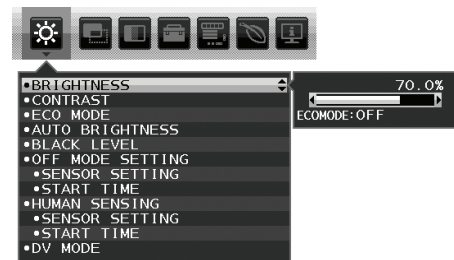 •BRIGHTNESS
•CONTRAST
•ECO MODE
•AUTO BRIGHTNESS
•BLACK LEVEL
•OFF MODE SETTING
•SENSOR SETTING
•START TIME
•HUMAN SENSING
•SENSOR SETTING
•START TIME
•DV MODE
70.0%
ECOMODE:OFF